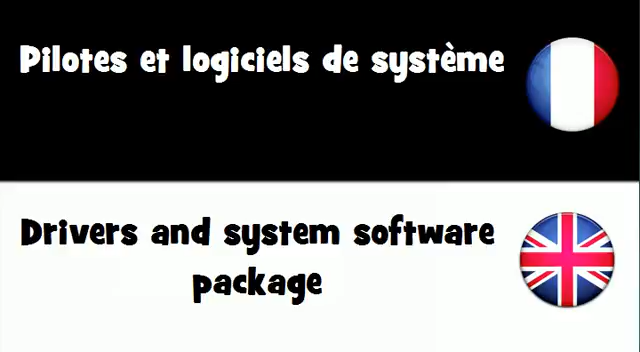 Pilotes et logiciels de système
Drivers and system software
package